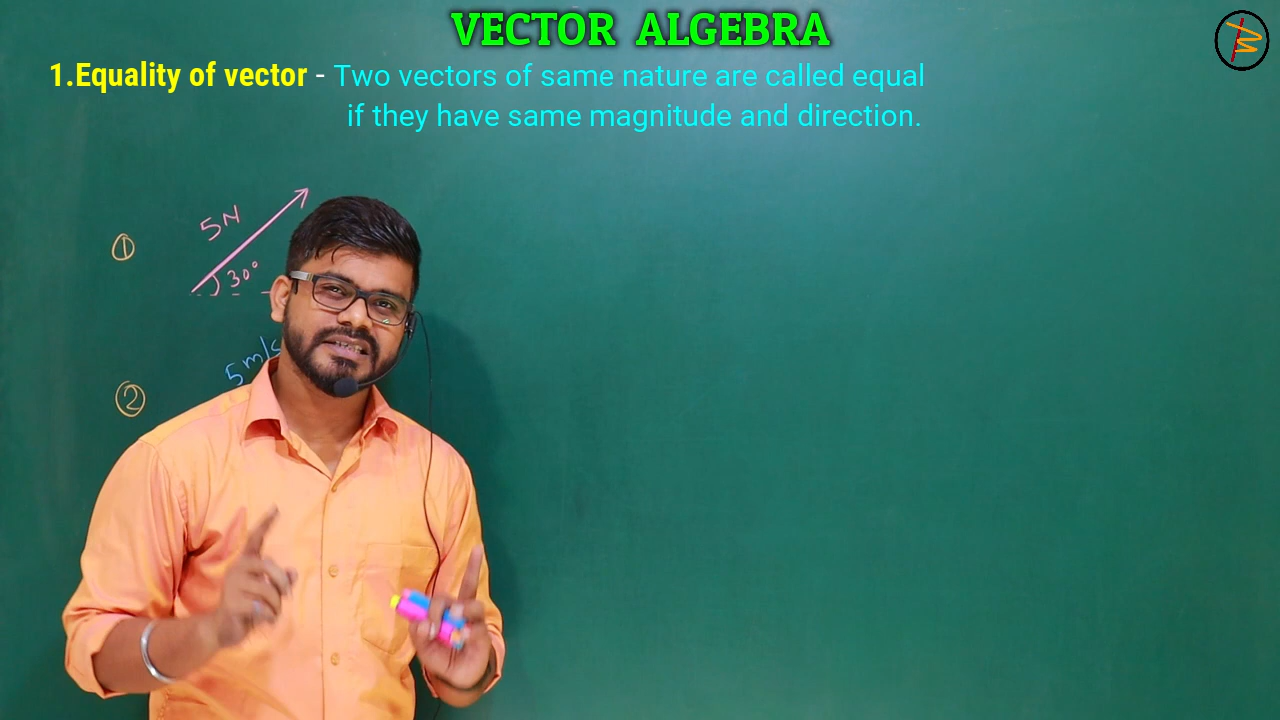 VECTOR ALGEBRA
1.Equality of vector - Two vectors of same nature are called equal
if they have same magnitude and direction.
① 5N
30°
② 5 m/s